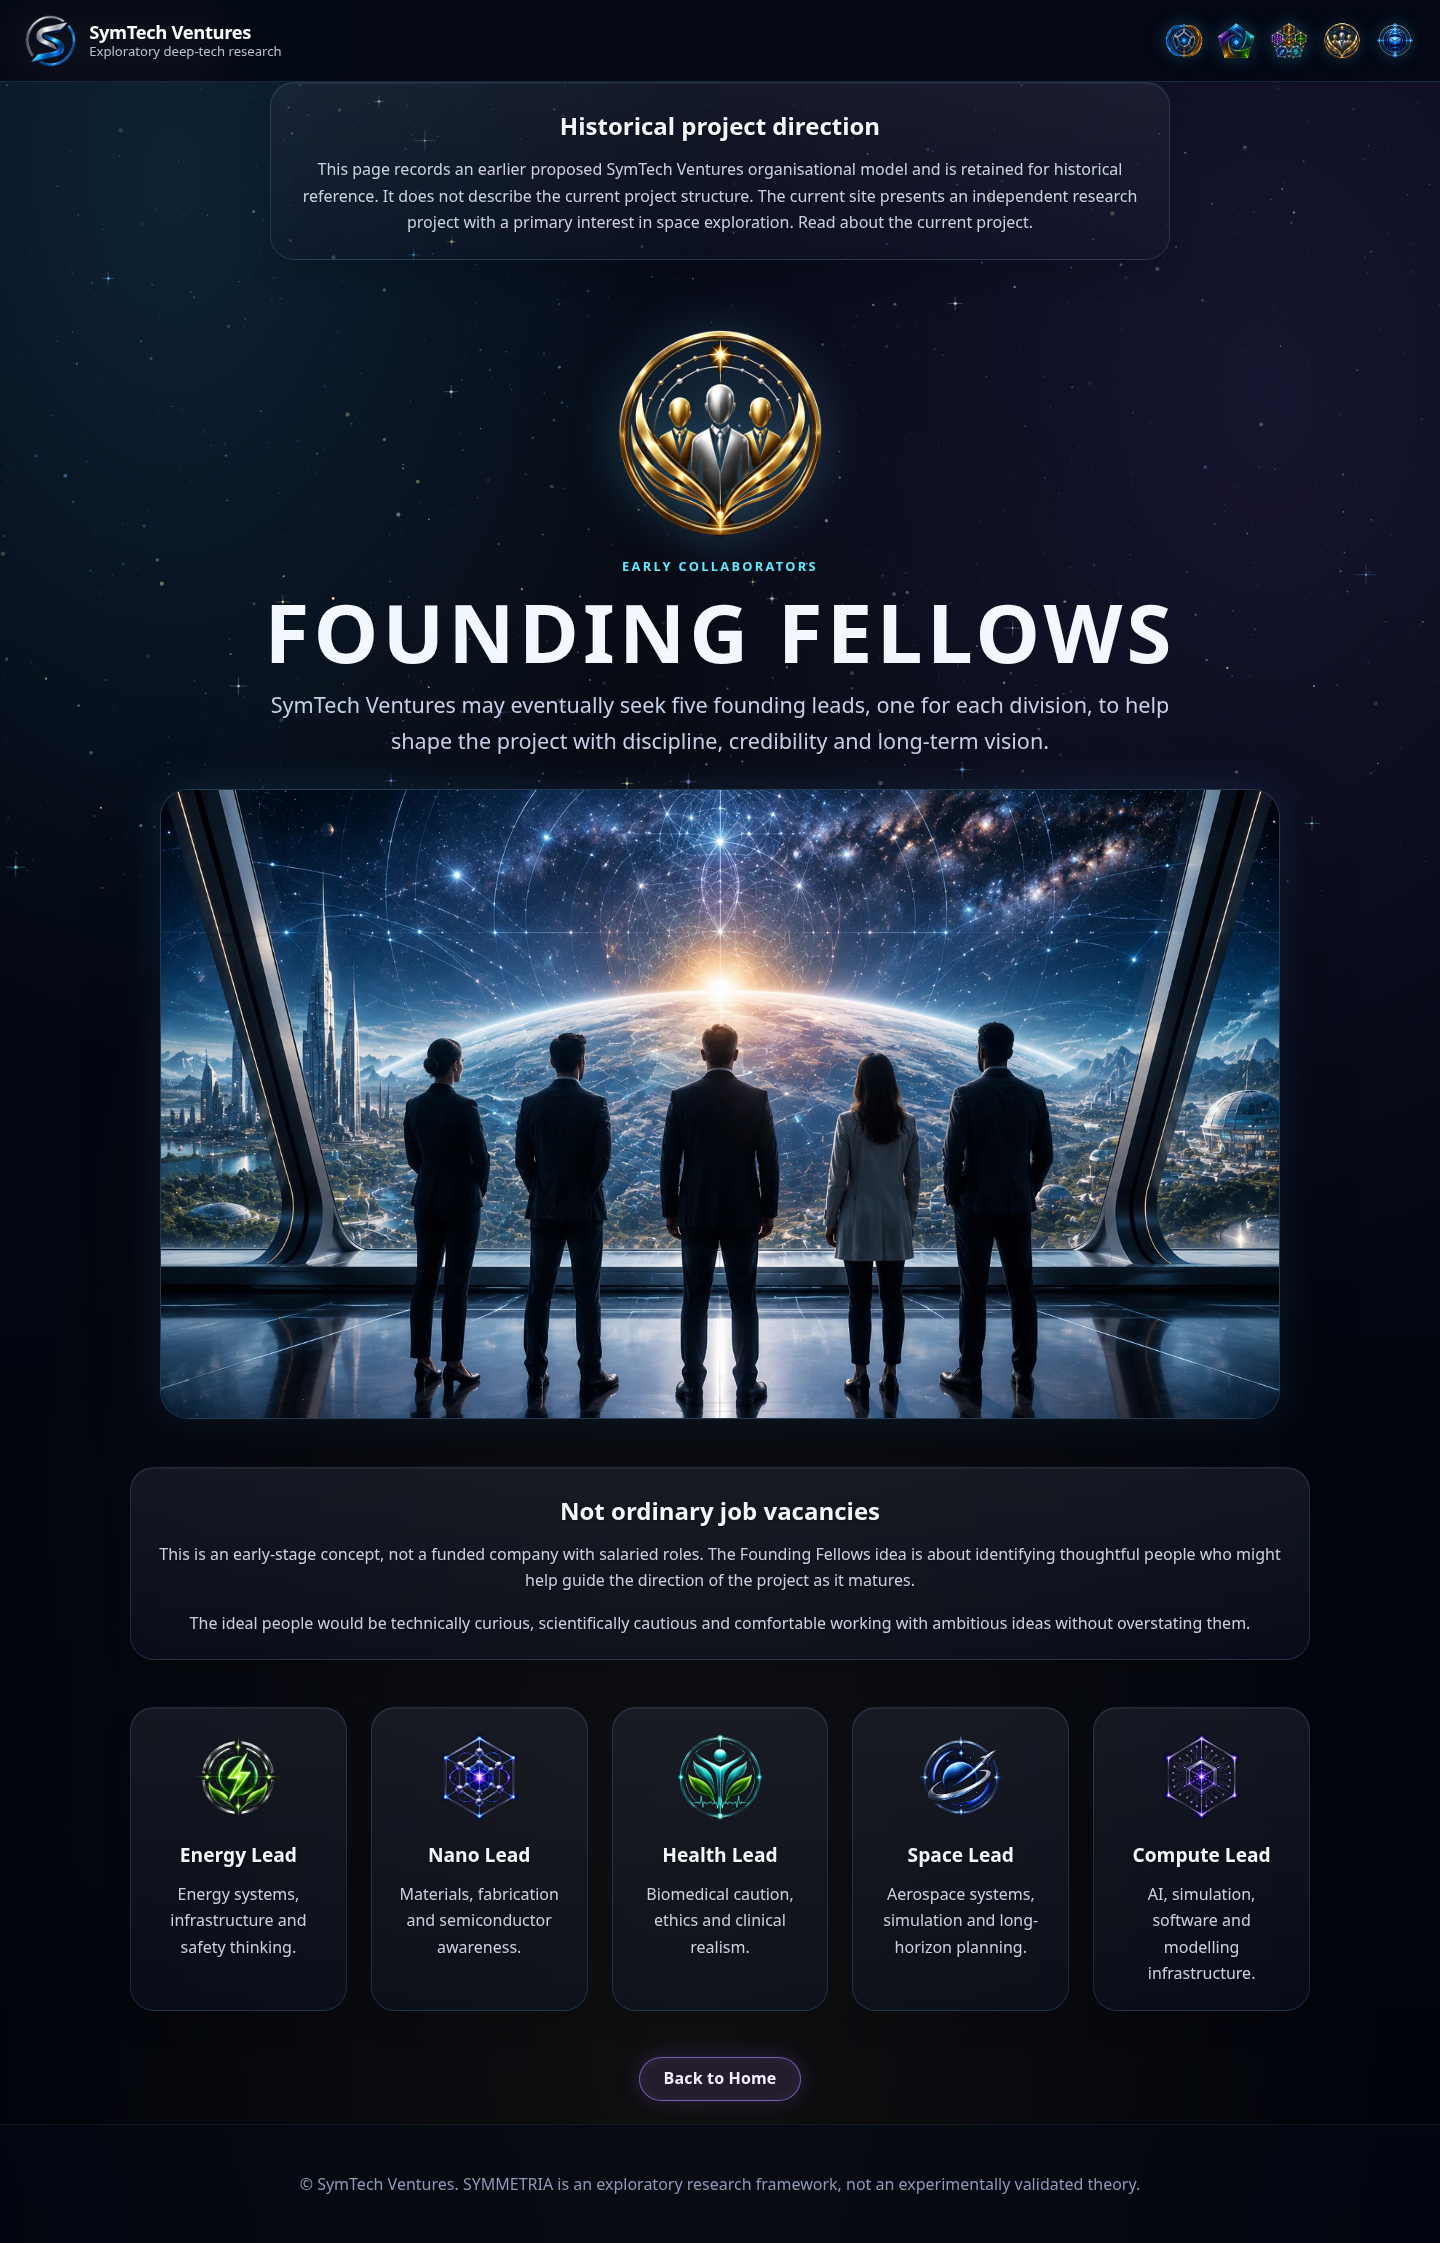 SymTech Ventures
Exploratory deep-tech research
Historical project direction
This page records an earlier proposed SymTech Ventures organisational model and is retained for historical
reference. It does not describe the current project structure. The current site presents an independent research
project with a primary interest in space exploration. Read about the current project.
EARLY COLLABORATORS
FOUNDING FELLOWS
SymTech Ventures may eventually seek five founding leads, one for each division, to help
shape the project with discipline, credibility and long-term vision.
Not ordinary job vacancies
This is an early-stage concept, not a funded company with salaried roles. The Founding Fellows idea is about identifying thoughtful people who might
help guide the direction of the project as it matures.
The ideal people would be technically curious, scientifically cautious and comfortable working with ambitious ideas without overstating them.
Energy Lead
Energy systems,
infrastructure and
safety thinking.
Nano Lead
Materials, fabrication
and semiconductor
awareness.
Health Lead
Biomedical caution,
ethics and clinical
realism.
Space Lead
Aerospace systems,
simulation and long-
horizon planning.
Compute Lead
AI, simulation,
software and
modelling
infrastructure.
Back to Home
© SymTech Ventures. SYMMETRIA is an exploratory research framework, not an experimentally validated theory.